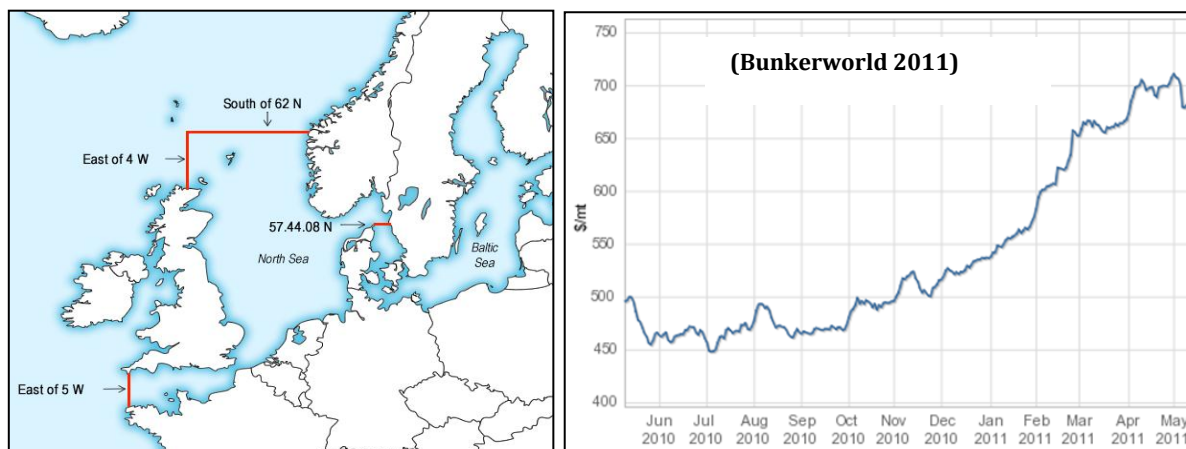 South of 62 N
East of 4 W
57.44.08 N
North Sea
Baltic
Sea
East of 5 W
(Bunkerworld 2011)
$/mt
750
700
650
600
550
500
450
400
Jun Jul Aug Sep Oct Nov Dec Jan Feb Mar Apr May
2010 2010 2010 2010 2010 2010 2010 2011 2011 2011 2011 2011